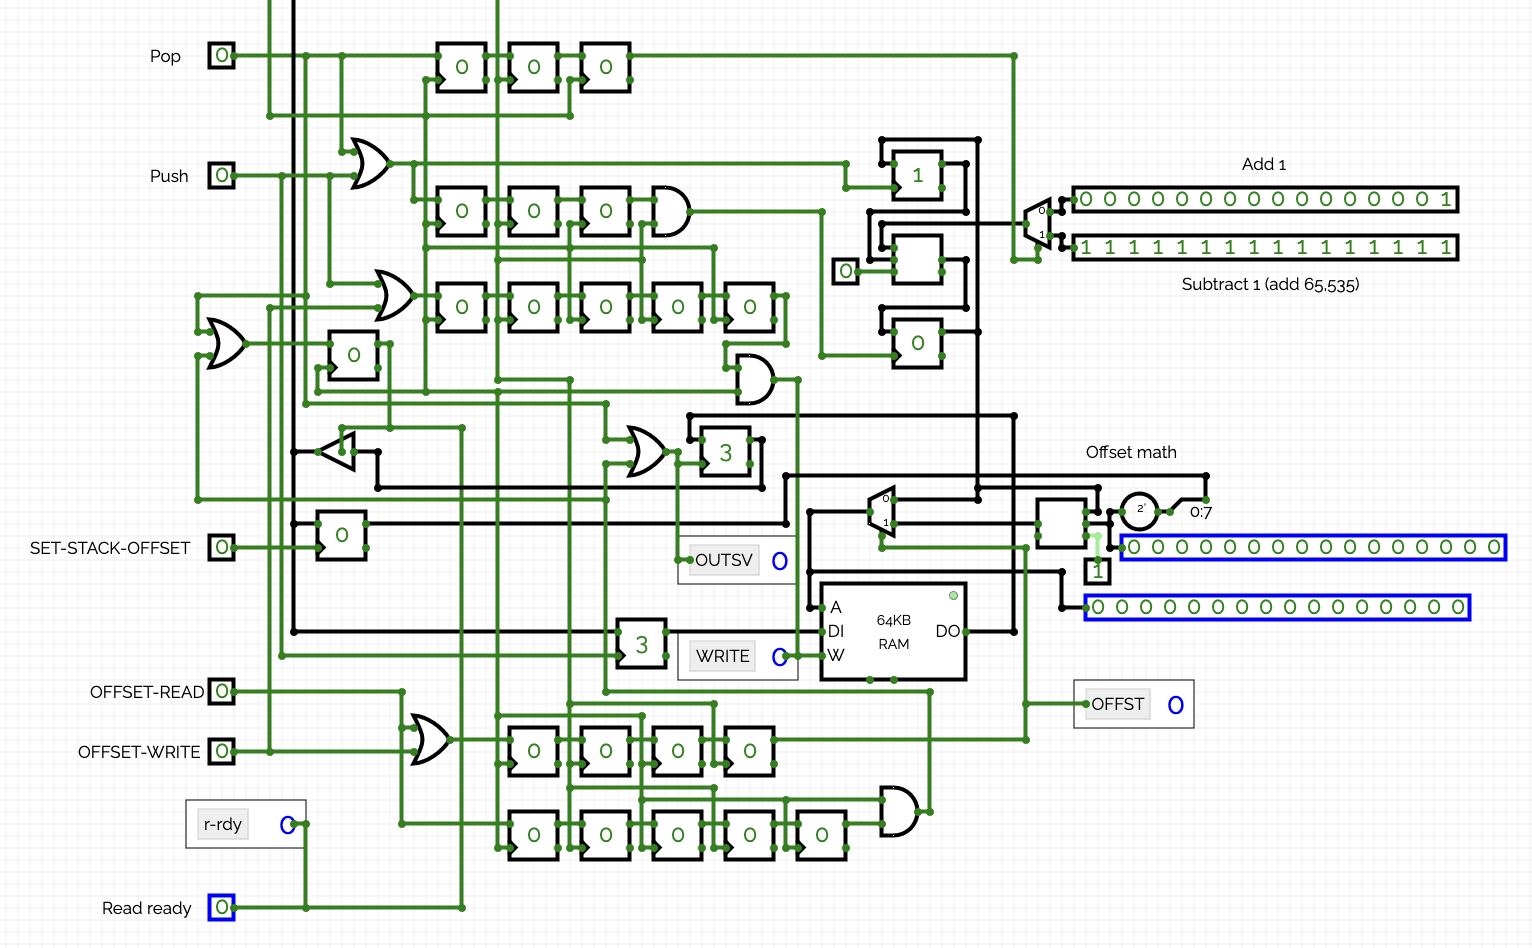 Pop
0
0 0 0
Push
0
1
Add 1
0 0 0 0 0 0 0 0 0 0 0 0 0 0 0 1
0
1
1 1 1 1 1 1 1 1 1 1 1 1 1 1 1 1
Subtract 1 (add 65,535)
0 0 0
0
0 0 0 0 0
0
0
3
Offset math
0
1
2'
0:7
SET-STACK-OFFSET
0
0
OUTSV
0
0 0 0 0 0 0 0 0 0 0 0 0 0 0 0 0
1
0 0 0 0 0 0 0 0 0 0 0 0 0 0 0 0
A
64KB
RAM
DI
DO
W
3
WRITE
0
OFFSET-READ
0
OFFST
0
OFFSET-WRITE
0
0 0 0 0
r-rdy
0
0 0 0 0 0
Read ready
0